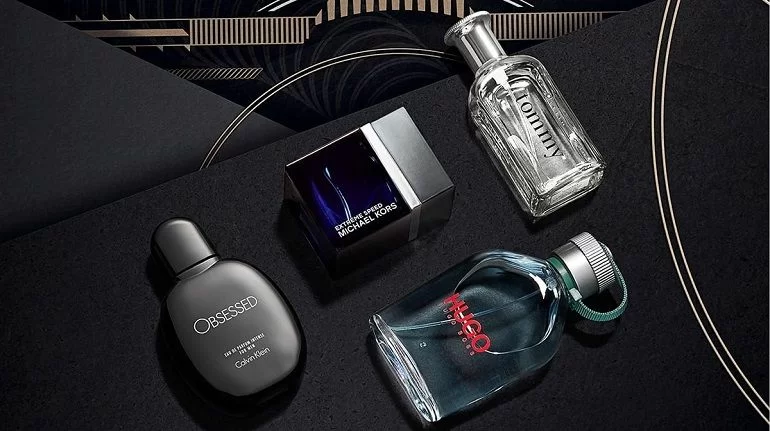 tommy
EXTREME SPEED
MICHAEL KORS
OBSESSED
EAU DE PARFUM INTENSE
FOR MEN
Calvin Klein
HUGO
HUGO BOSS